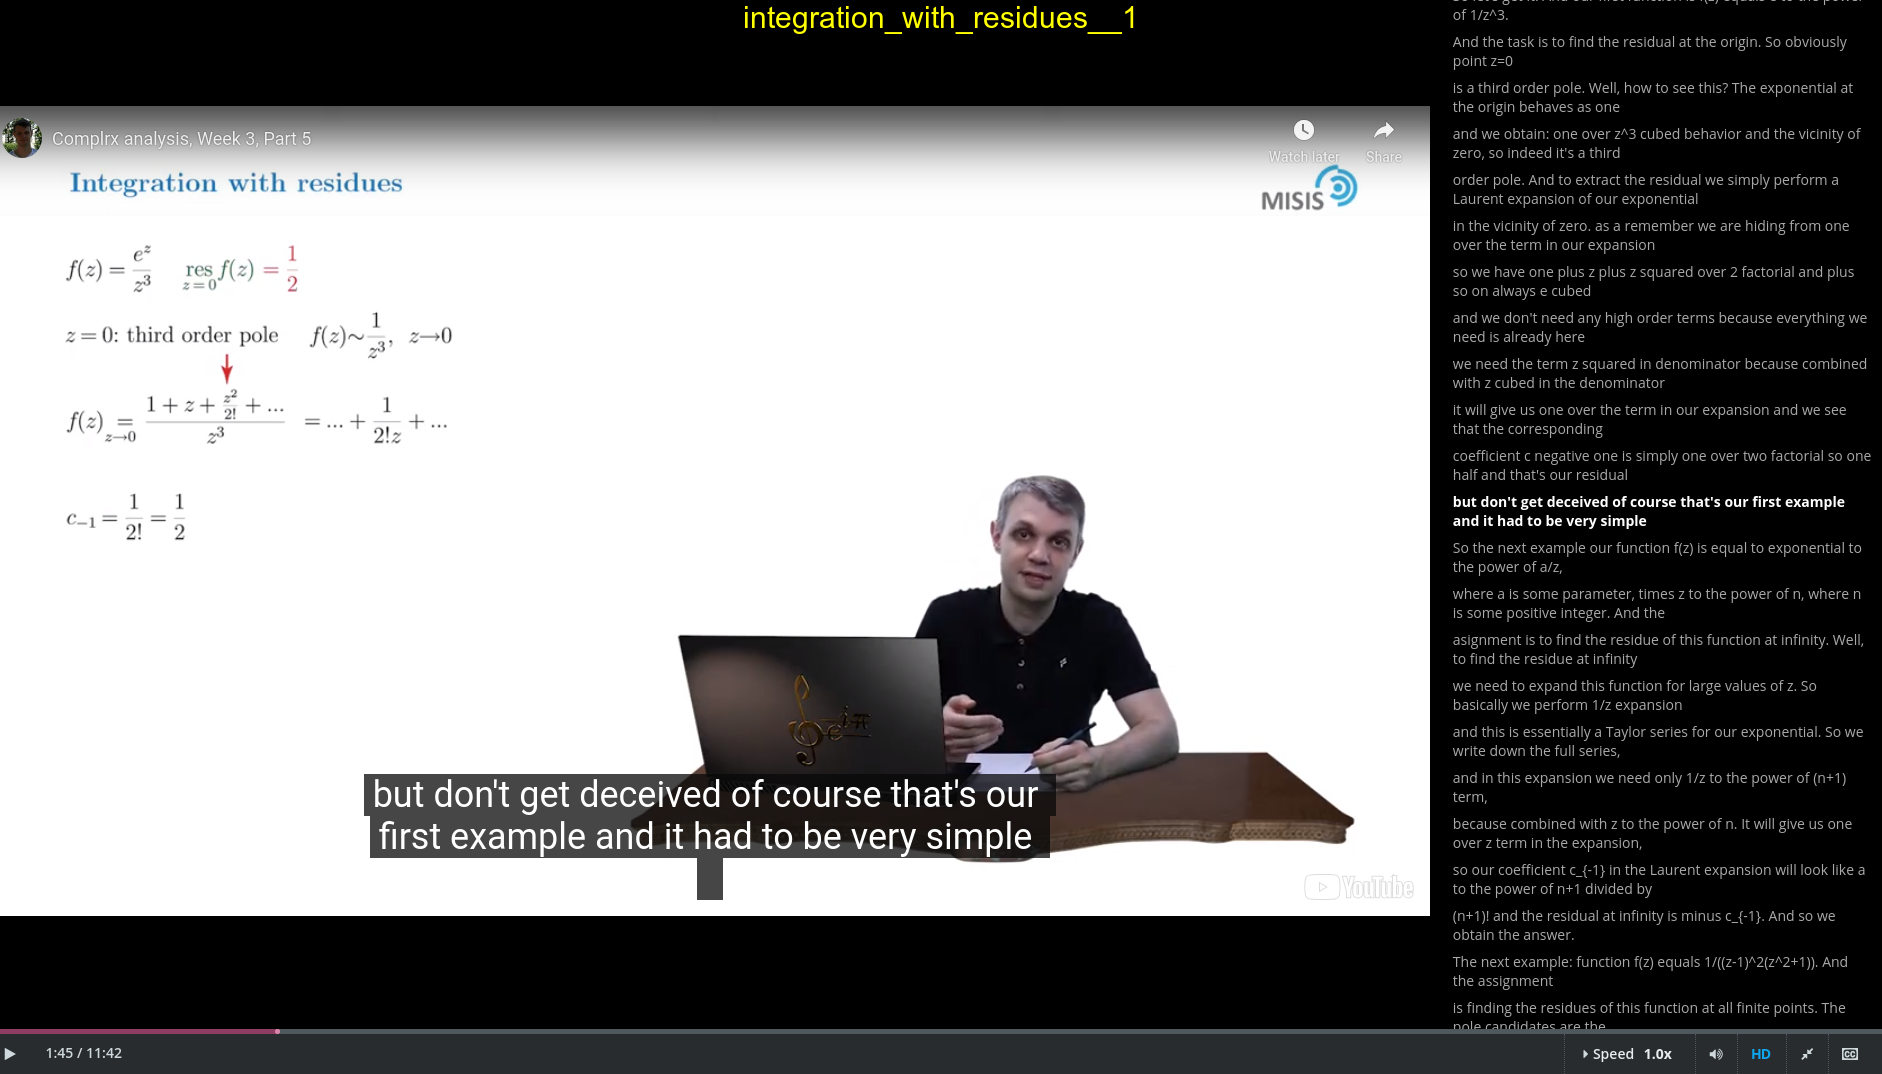 integration_with_residues__1
Complrx analysis, Week 3, Part 5
Watch later
Share
Integration with residues
MISIS
f(z) = e^z/z^3 res_{z=0} f(z) = 1/2
z=0: third order pole f(z)~1/z^3, z→0
f(z) =_{z→0} (1 + z + z^2/2! + ...)/z^3 = ... + 1/(2!z) + ...
c_{-1} = 1/2! = 1/2
e^{-iπ}
but don't get deceived of course that's our
first example and it had to be very simple
YouTube
of 1/z^3.
And the task is to find the residual at the origin. So obviously
point z=0
is a third order pole. Well, how to see this? The exponential at
the origin behaves as one
and we obtain: one over z^3 cubed behavior and the vicinity of
zero, so indeed it's a third
order pole. And to extract the residual we simply perform a
Laurent expansion of our exponential
in the vicinity of zero. as a remember we are hiding from one
over the term in our expansion
so we have one plus z plus z squared over 2 factorial and plus
so on always e cubed
and we don't need any high order terms because everything we
need is already here
we need the term z squared in denominator because combined
with z cubed in the denominator
it will give us one over the term in our expansion and we see
that the corresponding
coefficient c negative one is simply one over two factorial so one
half and that's our residual
but don't get deceived of course that's our first example
and it had to be very simple
So the next example our function f(z) is equal to exponential to
the power of a/z,
where a is some parameter, times z to the power of n, where n
is some positive integer. And the
asignment is to find the residue of this function at infinity. Well,
to find the residue at infinity
we need to expand this function for large values of z. So
basically we perform 1/z expansion
and this is essentially a Taylor series for our exponential. So we
write down the full series,
and in this expansion we need only 1/z to the power of (n+1)
term,
because combined with z to the power of n. It will give us one
over z term in the expansion,
so our coefficient c_{-1} in the Laurent expansion will look like a
to the power of n+1 divided by
(n+1)! and the residual at infinity is minus c_{-1}. And so we
obtain the answer.
The next example: function f(z) equals 1/((z-1)^2(z^2+1)). And
the assignment
is finding the residues of this function at all finite points. The
pole candidates are the
1:45 / 11:42
Speed 1.0x
HD
CC